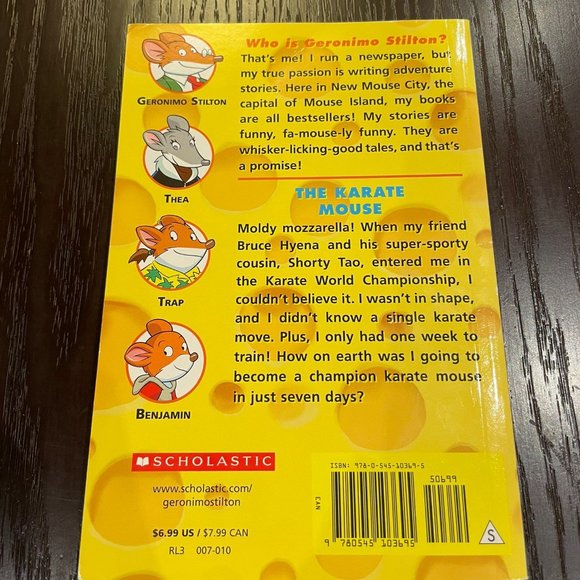 Who is Geronimo Stilton?
That's me! I run a newspaper, but
my true passion is writing adventure
stories. Here in New Mouse City, the
capital of Mouse Island, my books
are all bestsellers! My stories are
funny, fa-mouse-ly funny. They are
whisker-licking-good tales, and that's
a promise!
GERONIMO STILTON
THEA
TRAP
BENJAMIN
THE KARATE
MOUSE
Moldy mozzarella! When my friend
Bruce Hyena and his super-sporty
cousin, Shorty Tao, entered me in
the Karate World Championship, I
couldn't believe it. I wasn't in shape,
and I didn't know a single karate
move. Plus, I only had one week to
train! How on earth was I going to
become a champion karate mouse
in just seven days?
SCHOLASTIC
www.scholastic.com/
geronimostilton
$6.99 US / $7.99 CAN
RL3 007-010
ISBN: 978-0-545-10369-5
50699
EAN
9 780545 103695
S